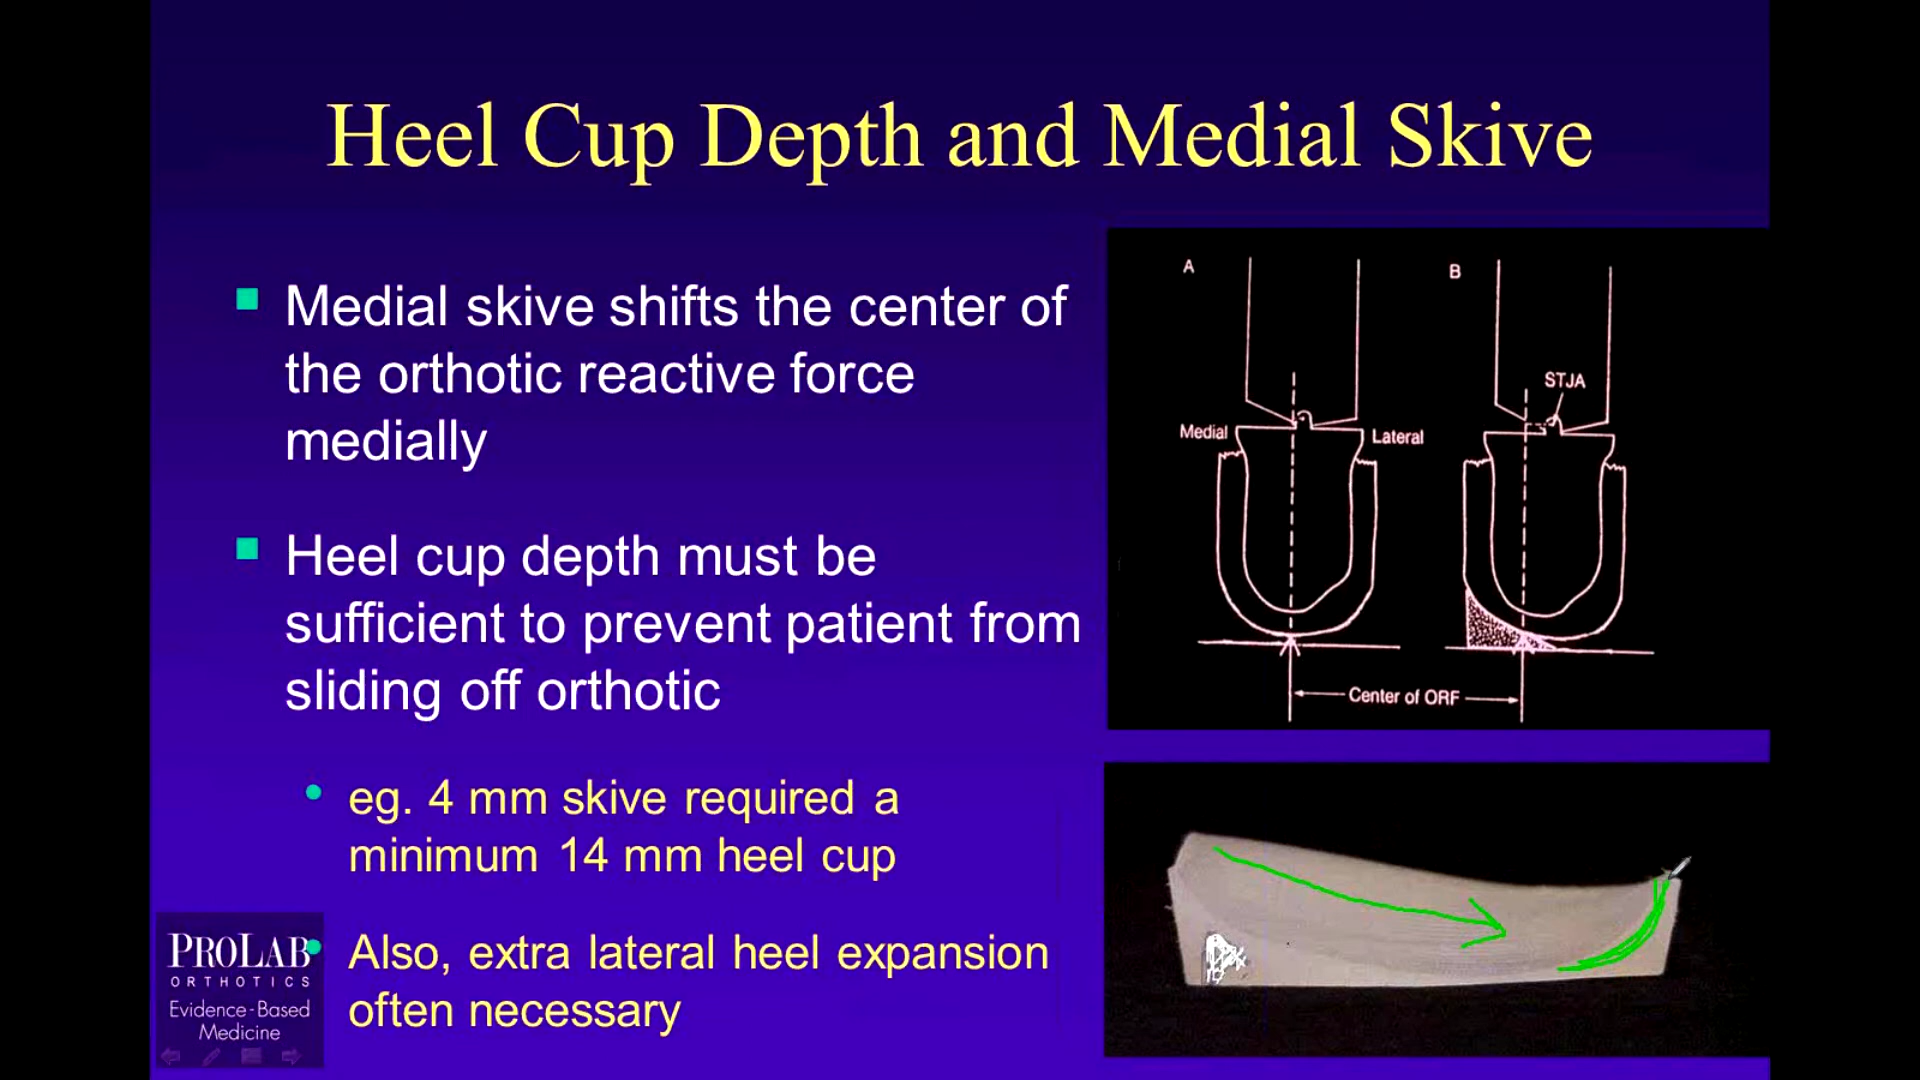 Heel Cup Depth and Medial Skive
Medial skive shifts the center of
the orthotic reactive force
medially
Heel cup depth must be
sufficient to prevent patient from
sliding off orthotic
eg. 4 mm skive required a
minimum 14 mm heel cup
Also, extra lateral heel expansion
often necessary
A
B
STJA
Medial
Lateral
Center of ORF
PROLAB
ORTHOTICS
Evidence-Based
Medicine